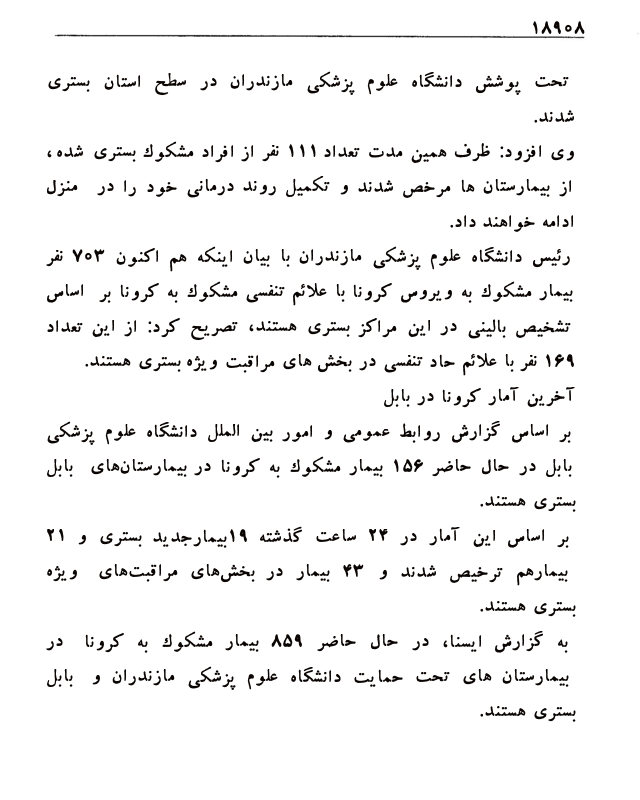 ۱۸۹۰۸
تحت پوشش دانشگاه علوم پزشکی مازندران در سطح استان بستری
شدند.
وی افزود: ظرف همین مدت تعداد ۱۱۱ نفر از افراد مشکوك بستری شده،
از بیمارستان ها مرخص شدند و تکمیل روند درمانی خود را در منزل
ادامه خواهند داد.
رئیس دانشگاه علوم پزشکی مازندران با بیان اینکه هم اکنون ۷۰۳ نفر
بیمار مشکوك به ویروس کرونا با علائم تنفسی مشکوك به کرونا بر اساس
تشخیص بالینی در این مراکز بستری هستند، تصریح کرد: از این تعداد
۱۶۹ نفر با علائم حاد تنفسی در بخش های مراقبت ویژه بستری هستند.
آخرین آمار کرونا در بابل
بر اساس گزارش روابط عمومی و امور بین الملل دانشگاه علوم پزشکی
بابل در حال حاضر ۱۵۶ بیمار مشکوك به کرونا در بیمارستان‌های بابل
بستری هستند.
بر اساس این آمار در ۲۴ ساعت گذشته ۱۹بیمارجدید بستری و ۲۱
بیمارهم ترخیص شدند و ۴۳ بیمار در بخش‌های مراقبت‌های ویژه
بستری هستند.
به گزارش ایسنا، در حال حاضر ۸۵۹ بیمار مشکوك به کرونا در
بیمارستان های تحت حمایت دانشگاه علوم پزشکی مازندران و بابل
بستری هستند.